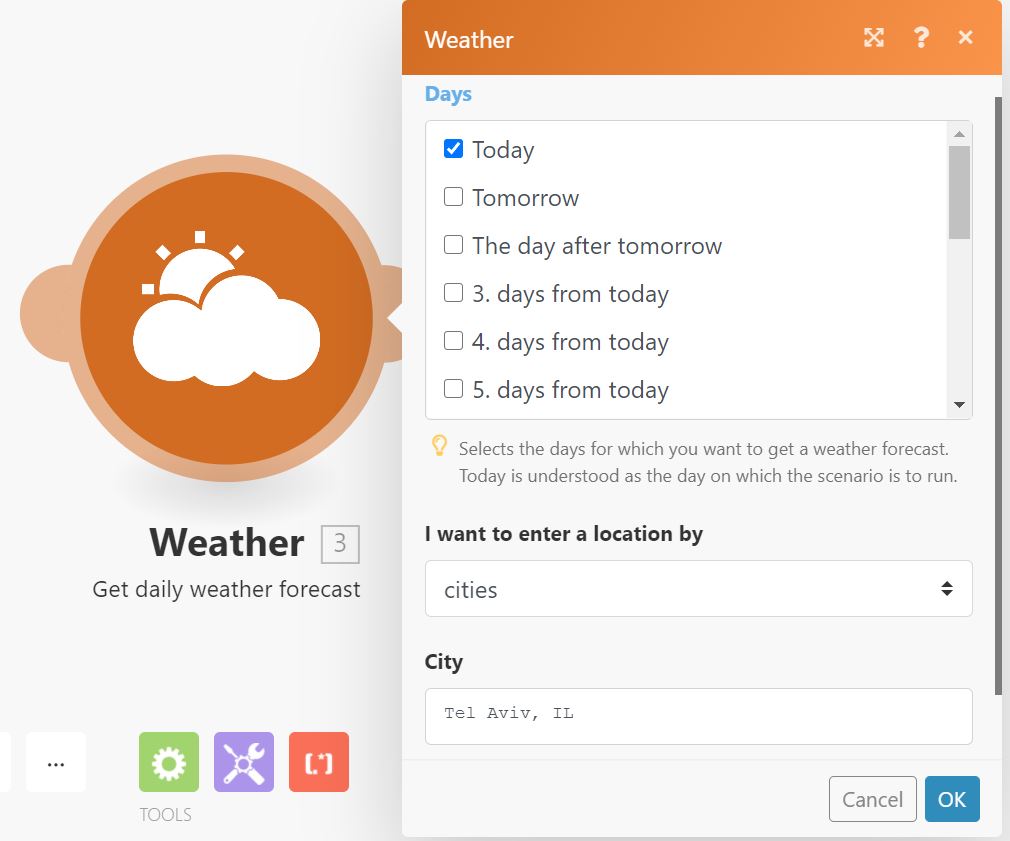 Weather
Days
Today
Tomorrow
The day after tomorrow
3. days from today
4. days from today
5. days from today
Selects the days for which you want to get a weather forecast.
Today is understood as the day on which the scenario is to run.
I want to enter a location by
cities
City
Tel Aviv, IL
Cancel
OK
Weather 3
Get daily weather forecast
...
[.*]
TOOLS